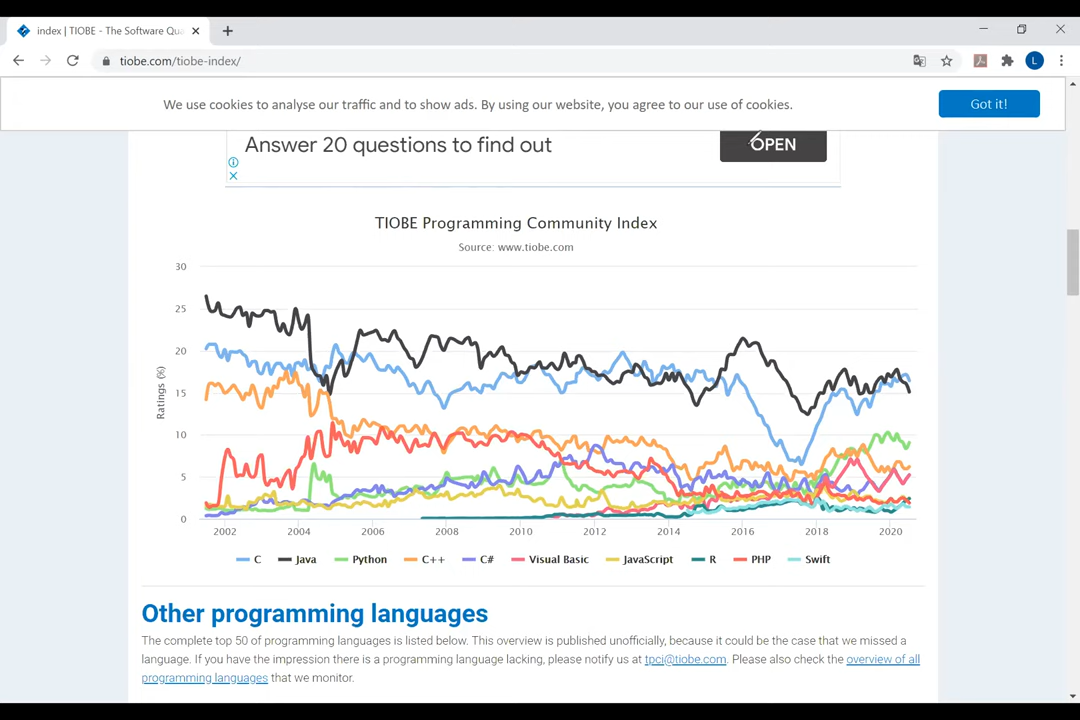 index | TIOBE - The Software Qua
tiobe.com/tiobe-index/
L
We use cookies to analyse our traffic and to show ads. By using our website, you agree to our use of cookies.
Got it!
Answer 20 questions to find out
OPEN
TIOBE Programming Community Index
Source: www.tiobe.com
Ratings (%)
30
25
20
15
10
5
0
2002 2004 2006 2008 2010 2012 2014 2016 2018 2020
C Java Python C++ C# Visual Basic JavaScript R PHP Swift
Other programming languages
The complete top 50 of programming languages is listed below. This overview is published unofficially, because it could be the case that we missed a
language. If you have the impression there is a programming language lacking, please notify us at tpci@tiobe.com. Please also check the overview of all
programming languages that we monitor.